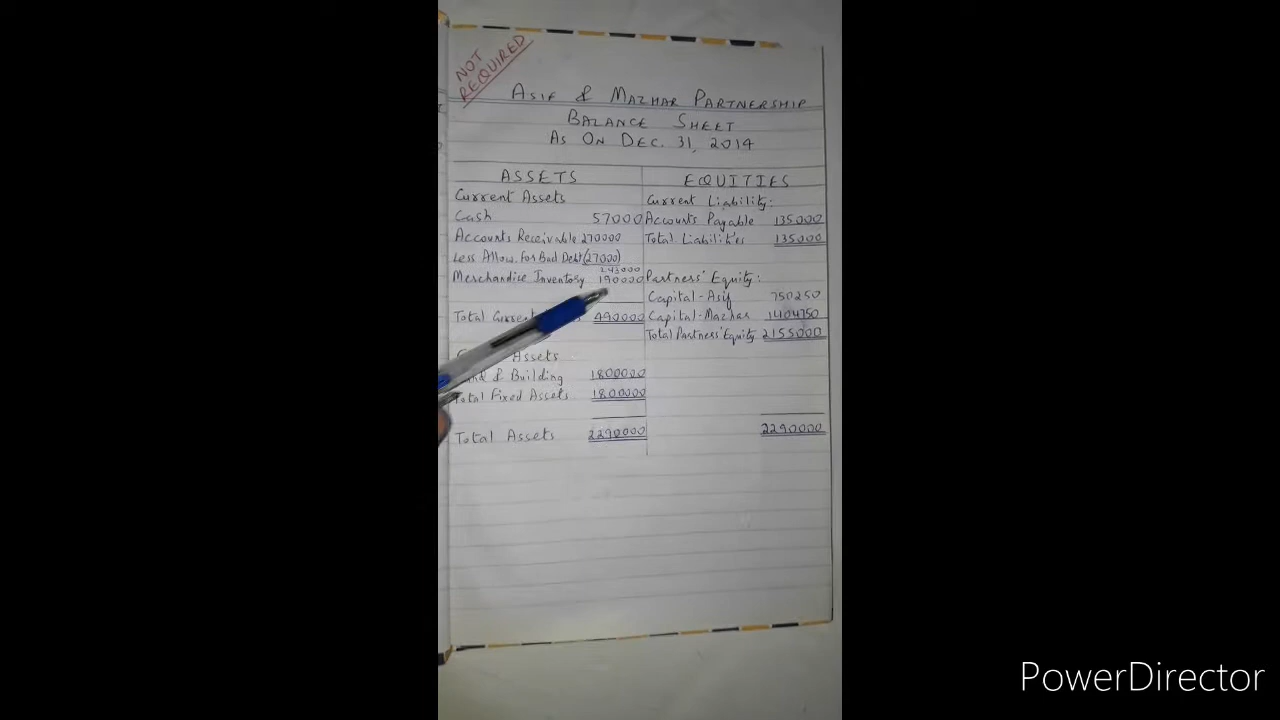 NOT
REQUIRED
ASIF & MAZHAR PARTNERSHIP
BALANCE SHEET
AS ON DEC. 31, 2014
ASSETS
EQUITIES
Current Assets
Current Liability:
Cash 57000
Accounts Payable 135000
Accounts Receivable 270000
Total Liabilities 135000
Less Allow. For Bad Debt (27000)
243000
Merchandise Inventory 190000
Partners' Equity:
Capital-Asif 750250
Total 490000
Capital-Mazhar 1404750
Total Partners' Equity 2155000
Assets
& Building 1800000
Total Fixed Assets 1800000
Total Assets 2290000
2290000
PowerDirector